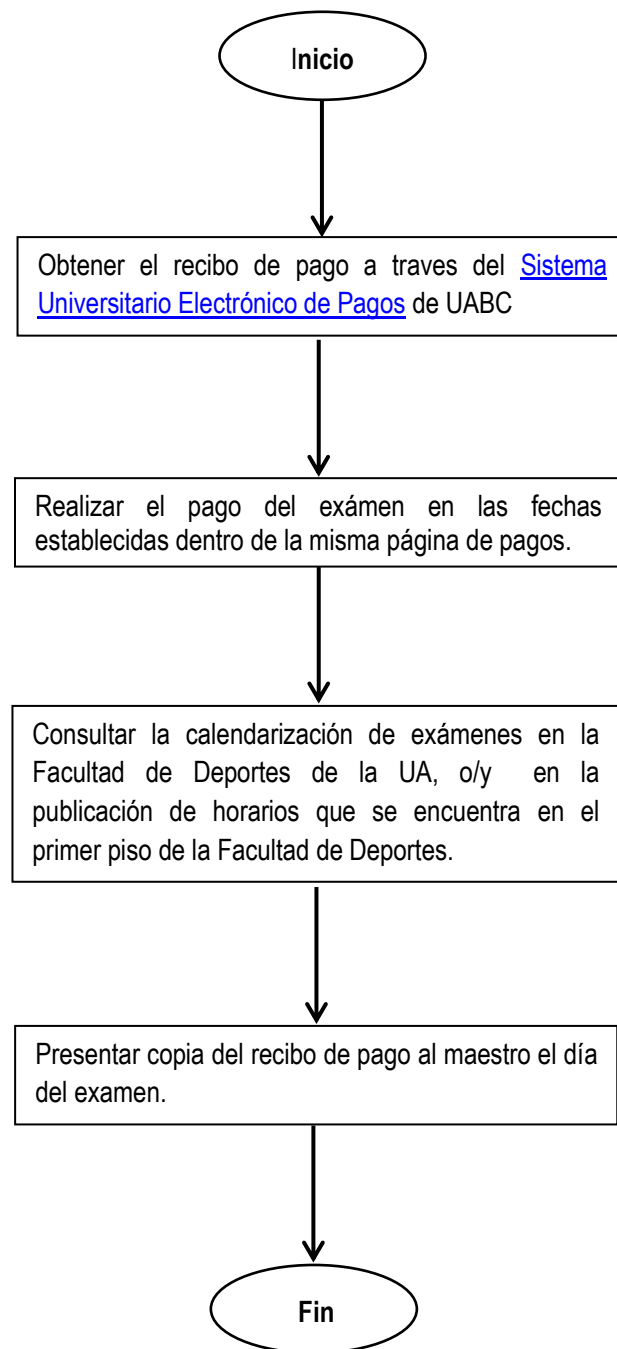 Inicio
Obtener el recibo de pago a traves del Sistema
Universitario Electrónico de Pagos de UABC
Realizar el pago del exámen en las fechas
establecidas dentro de la misma página de pagos.
Consultar la calendarización de exámenes en la
Facultad de Deportes de la UA, o/y en la
publicación de horarios que se encuentra en el
primer piso de la Facultad de Deportes.
Presentar copia del recibo de pago al maestro el día
del examen.
Fin